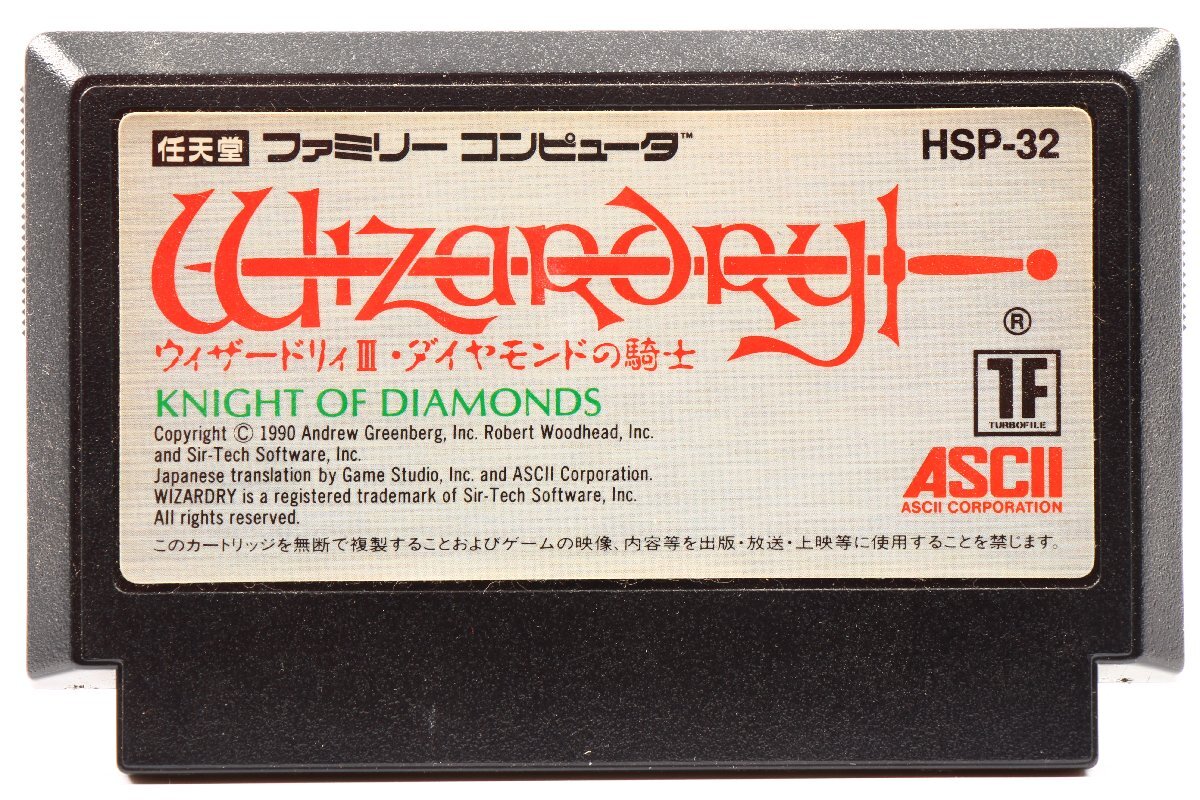 任天堂 ファミリー コンピュータ™ HSP-32
Wizardry
®
ウィザードリィⅢ・ダイヤモンドの騎士
KNIGHT OF DIAMONDS
Copyright © 1990 Andrew Greenberg, Inc. Robert Woodhead, Inc.
and Sir-Tech Software, Inc.
Japanese translation by Game Studio, Inc. and ASCII Corporation.
WIZARDRY is a registered trademark of Sir-Tech Software, Inc.
All rights reserved.
TF
TURBOFILE
ASCII
ASCII CORPORATION
このカートリッジを無断で複製することおよびゲームの映像、内容等を出版・放送・上映等に使用することを禁じます。